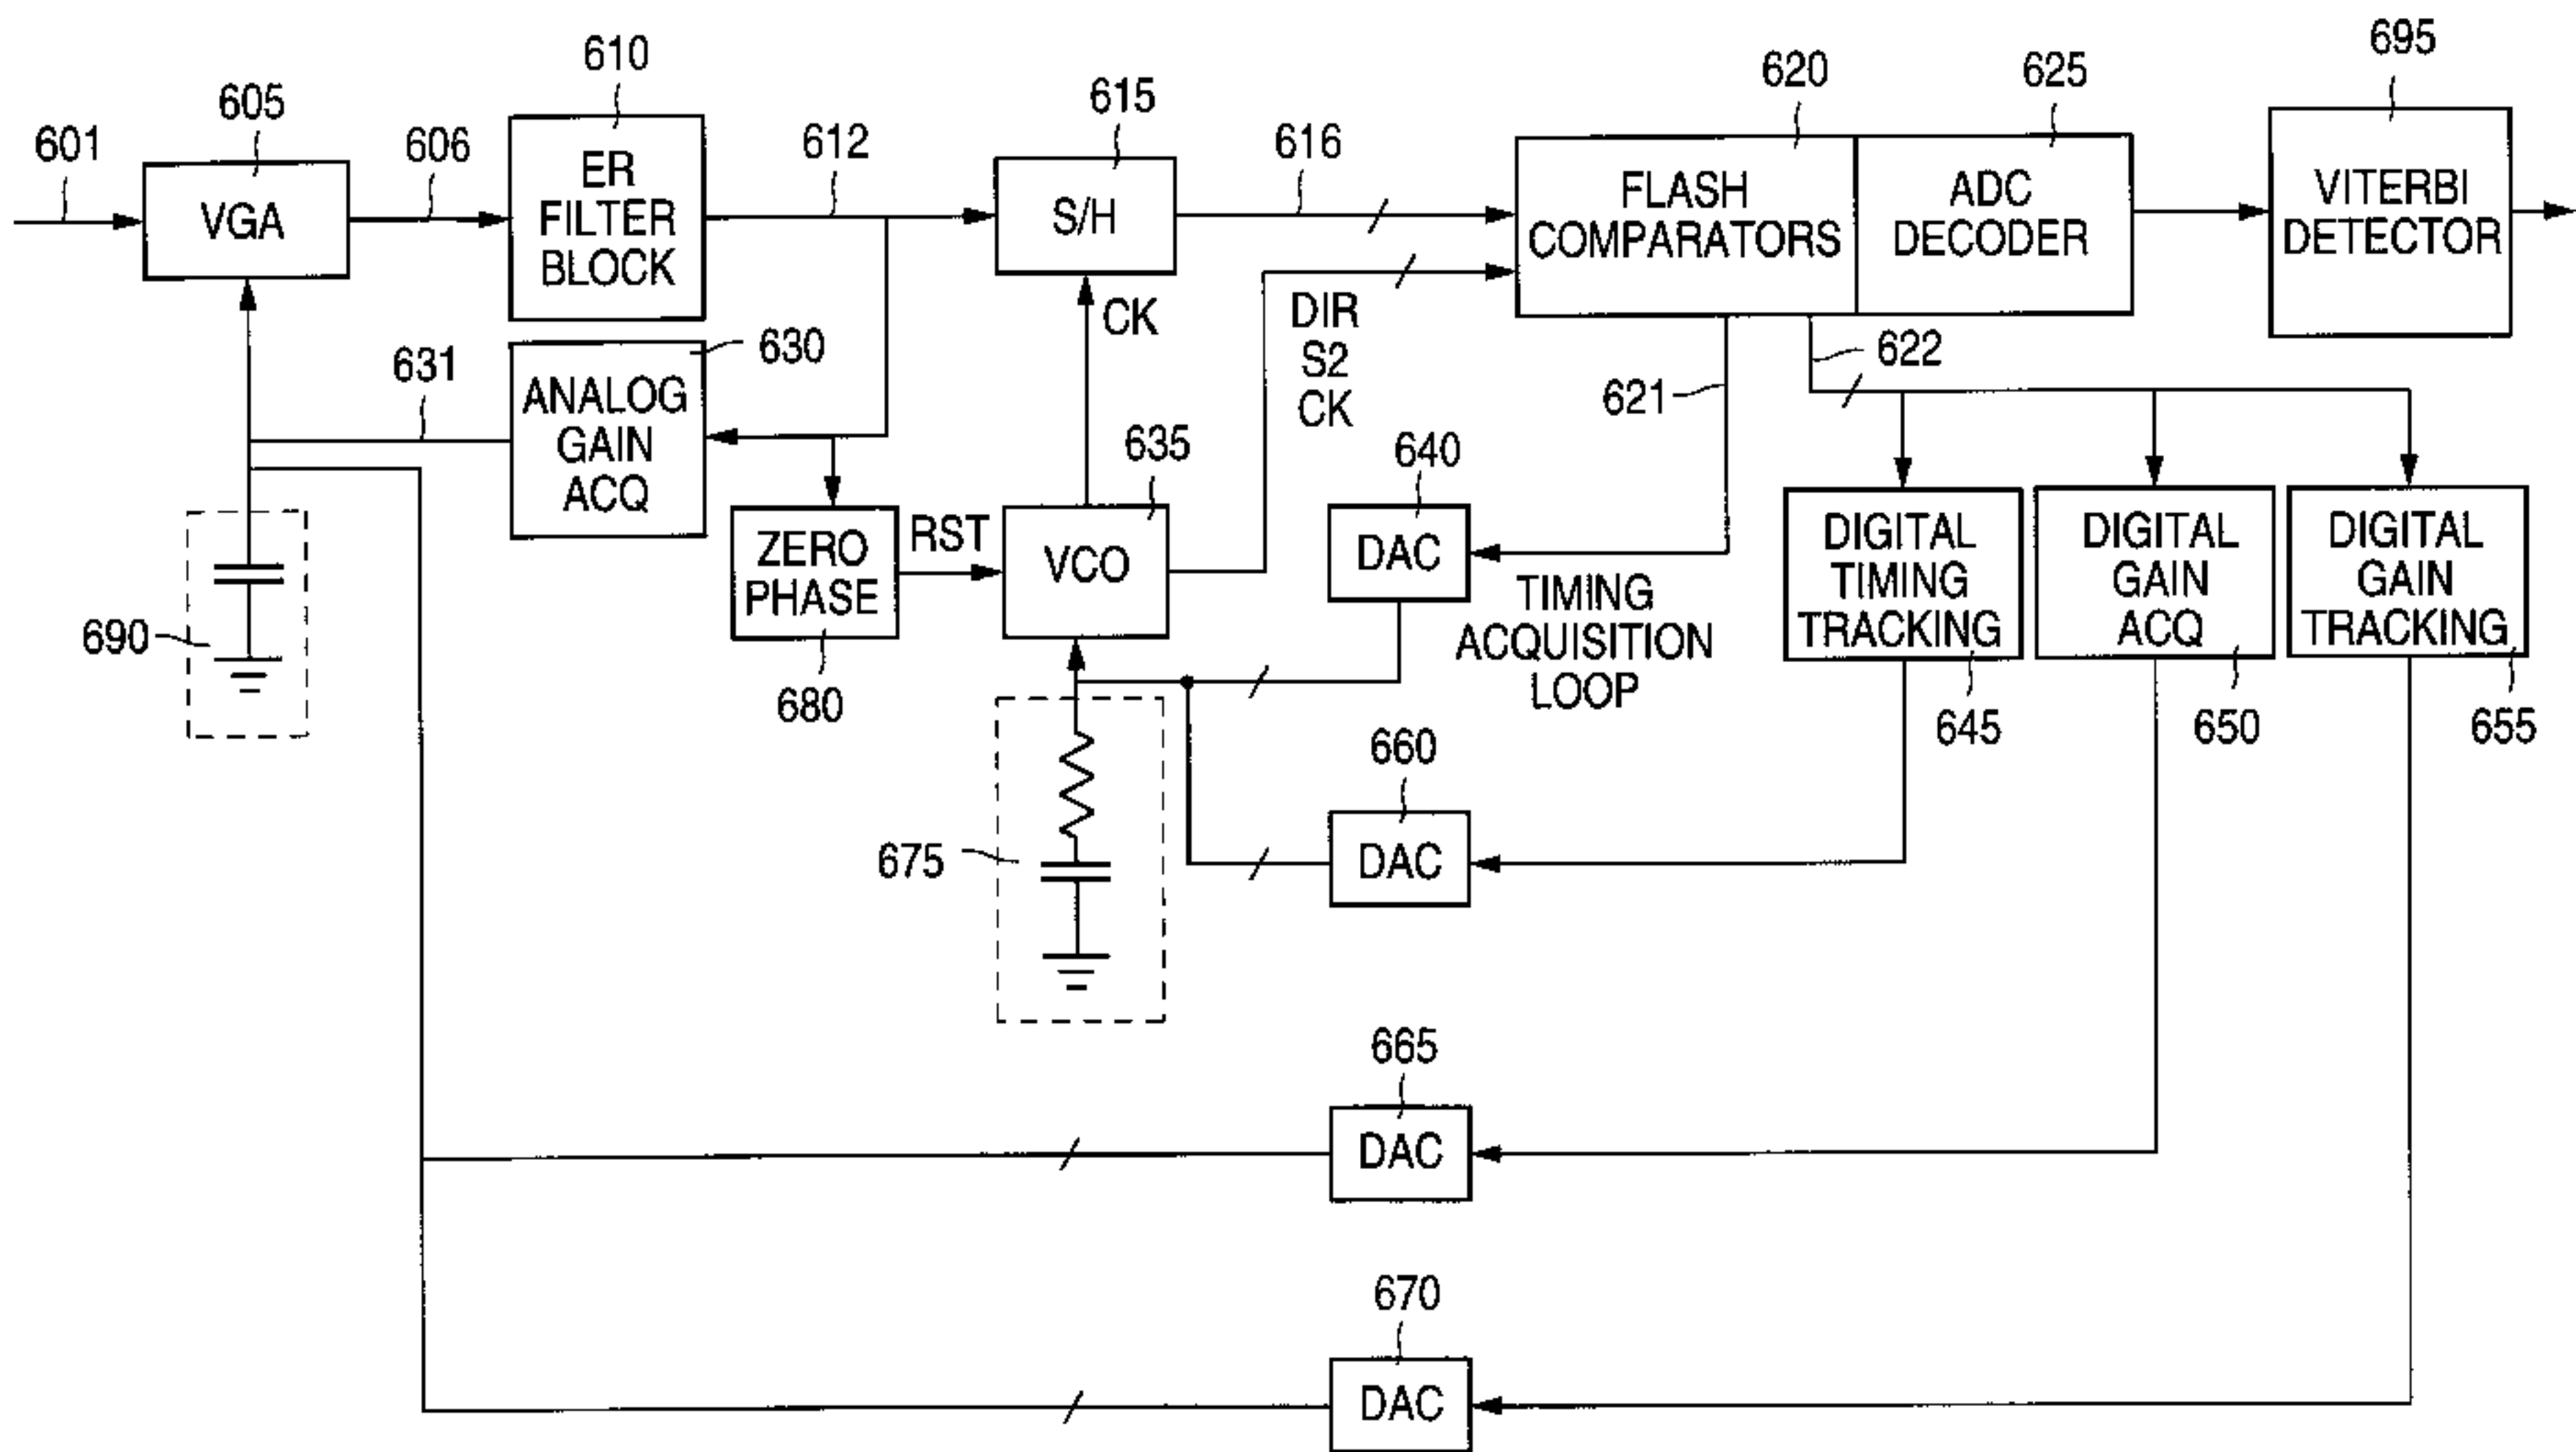 601
605
VGA
606
610
ER
FILTER
BLOCK
612
615
S/H
616
620
FLASH
COMPARATORS
625
ADC
DECODER
695
VITERBI
DETECTOR
CK
DIR
S2
CK
621
622
631
630
ANALOG
GAIN
ACQ
690
ZERO
PHASE
680
RST
635
VCO
640
DAC
TIMING
ACQUISITION
LOOP
DIGITAL
TIMING
TRACKING
645
DIGITAL
GAIN
ACQ
650
DIGITAL
GAIN
TRACKING
655
675
660
DAC
665
DAC
670
DAC